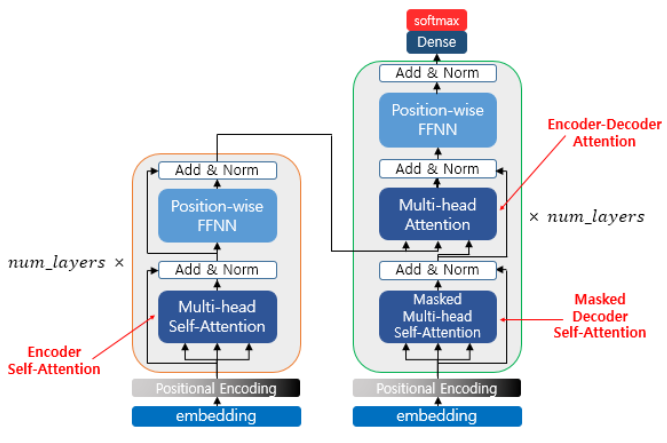 softmax
Dense
Add & Norm
Position-wise
FFNN
Encoder-Decoder
Attention
Add & Norm
Multi-head
Attention
× num_layers
Add & Norm
Masked
Multi-head
Self-Attention
Masked
Decoder
Self-Attention
Positional Encoding
embedding
Add & Norm
Position-wise
FFNN
num_layers ×
Add & Norm
Multi-head
Self-Attention
Encoder
Self-Attention
Positional Encoding
embedding